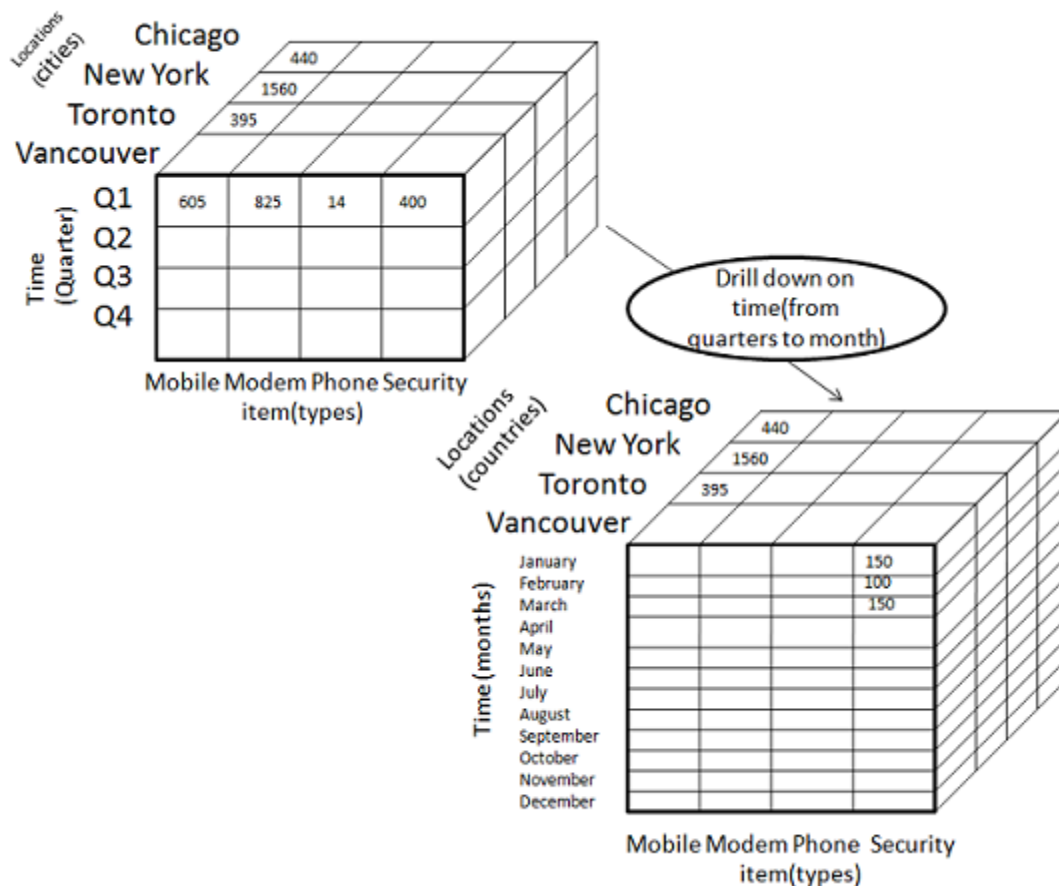 Locations
(cities)
Chicago
New York
Toronto
Vancouver
440
1560
395
Time
(Quarter)
Q1
Q2
Q3
Q4
605 825 14 400
Mobile Modem Phone Security
item(types)
Drill down on
time(from
quarters to month)
Locations
(countries)
Chicago
New York
Toronto
Vancouver
440
1560
395
Time (months)
January 150
February 100
March 150
April
May
June
July
August
September
October
November
December
Mobile Modem Phone Security
item(types)